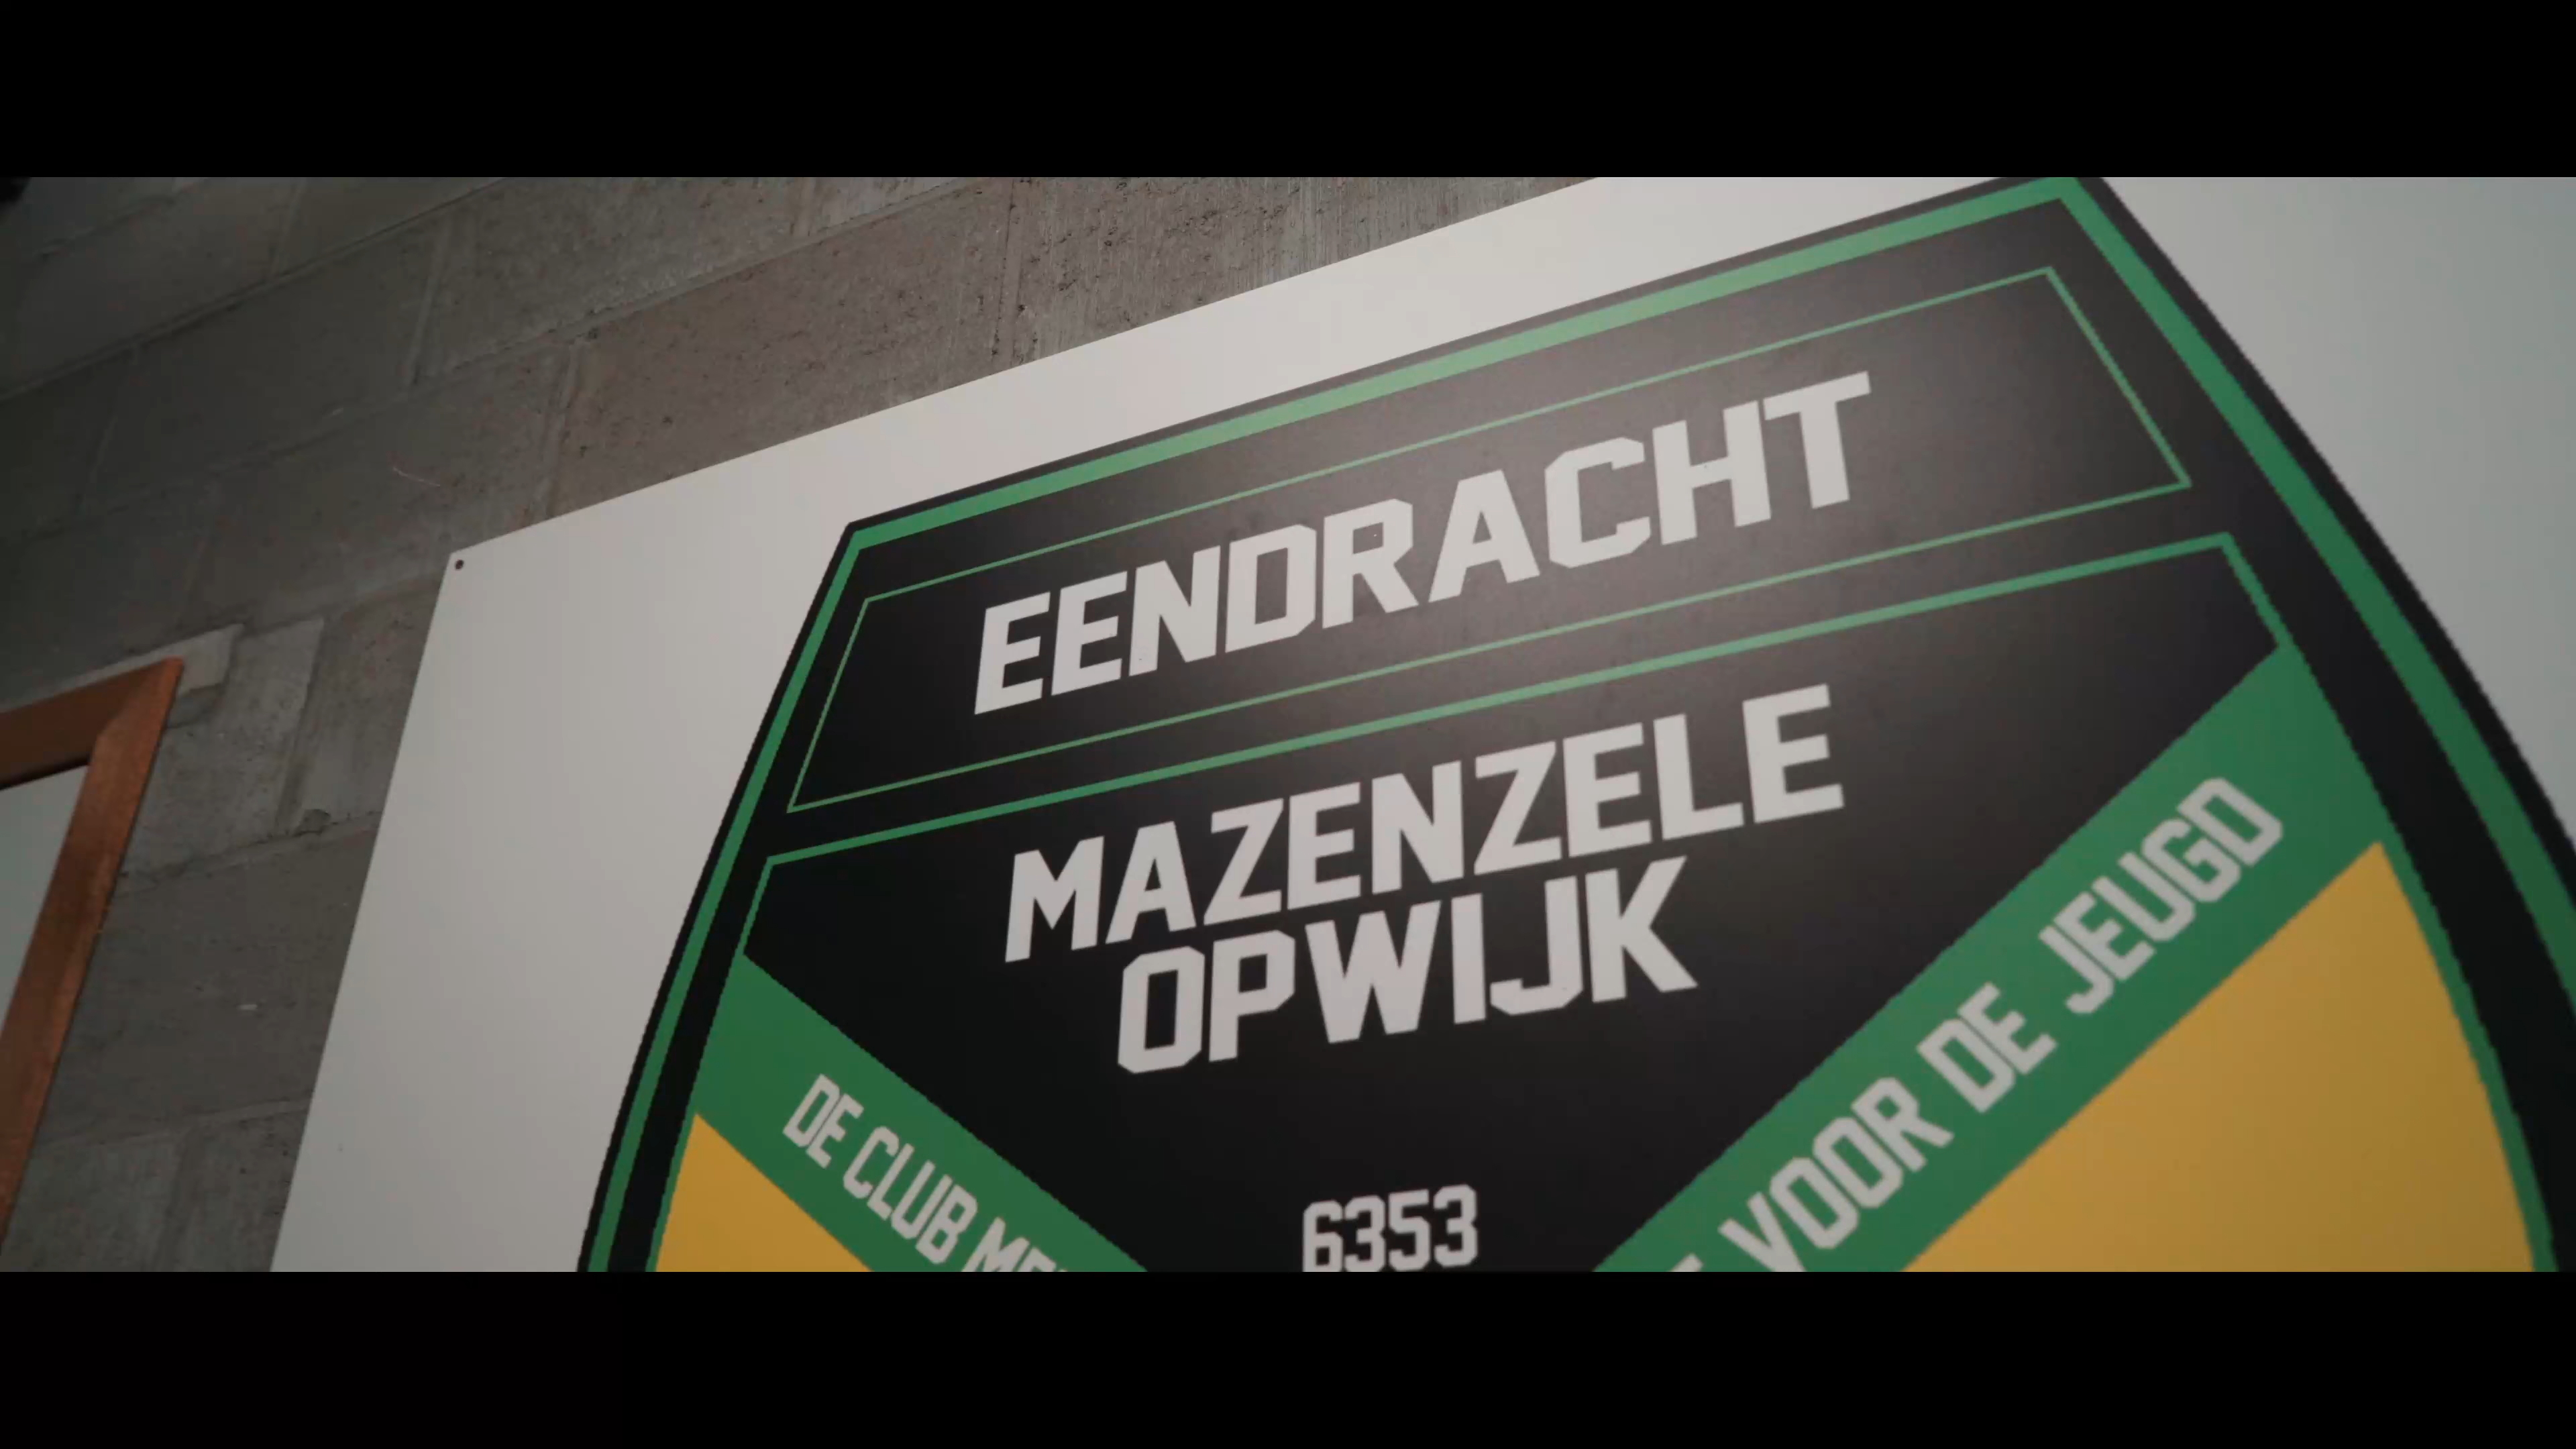 EENDRACHT
MAZENZELE
OPWIJK
DE CLUB
VOOR DE JEUGD
6353